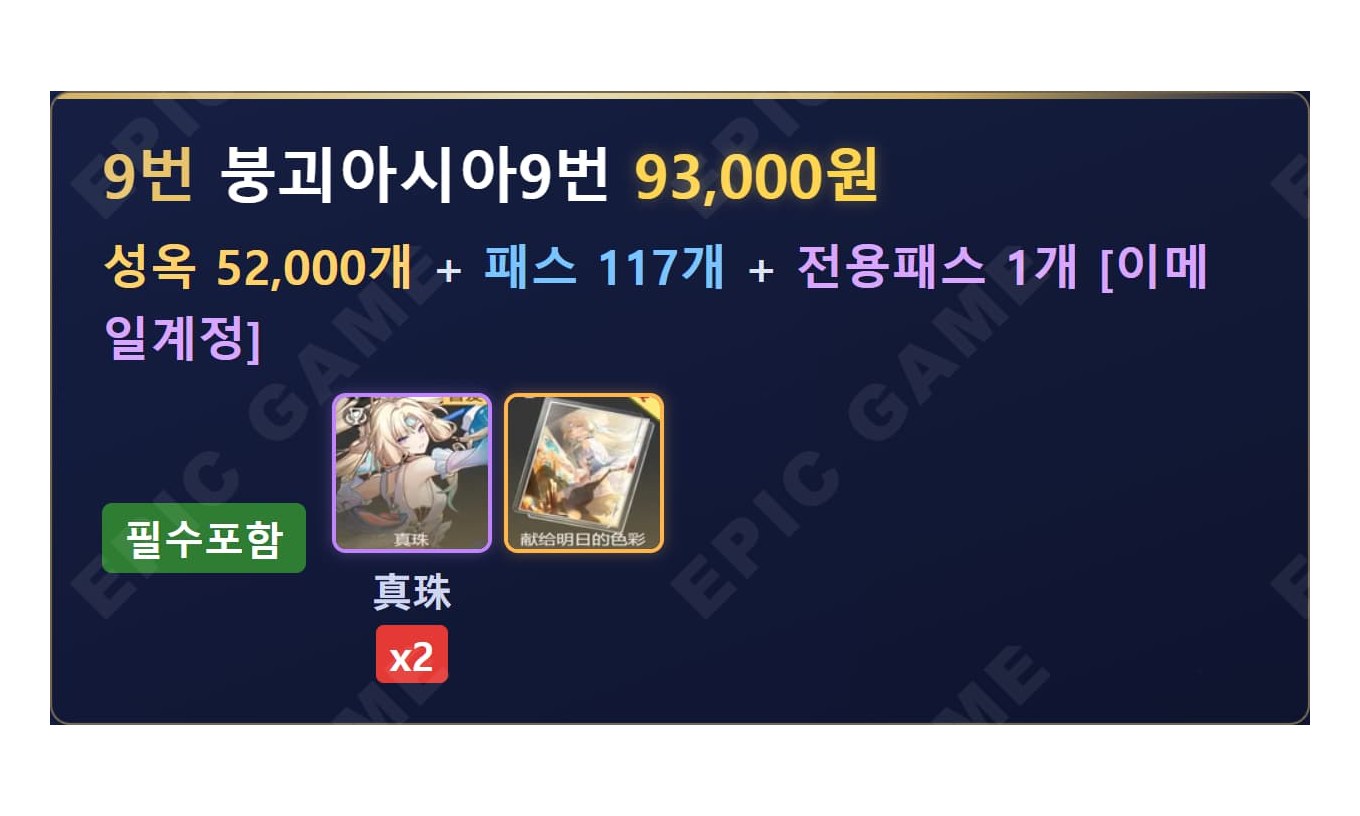 9번 붕괴아시아9번 93,000원
성옥 52,000개 + 패스 117개 + 전용패스 1개 [이메
일계정]
真珠
献给明日的色彩
필수포함
真珠
x2
EPIC GAME